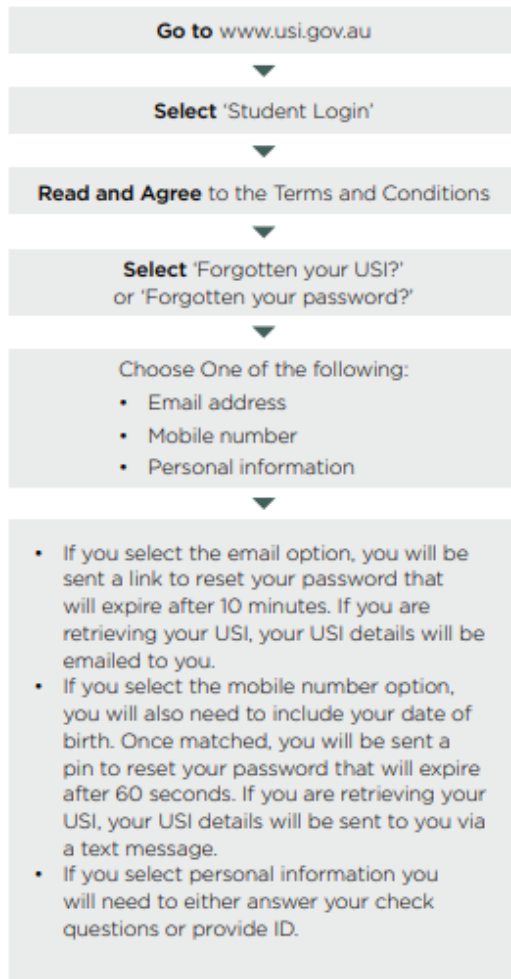 Go to www.usi.gov.au
Select ‘Student Login’
Read and Agree to the Terms and Conditions
Select ‘Forgotten your USI?’
or ‘Forgotten your password?’
Choose One of the following:
• Email address
• Mobile number
• Personal information
• If you select the email option, you will be
sent a link to reset your password that
will expire after 10 minutes. If you are
retrieving your USI, your USI details will be
emailed to you.
• If you select the mobile number option,
you will also need to include your date of
birth. Once matched, you will be sent a
pin to reset your password that will expire
after 60 seconds. If you are retrieving your
USI, your USI details will be sent to you via
a text message.
• If you select personal information you
will need to either answer your check
questions or provide ID.